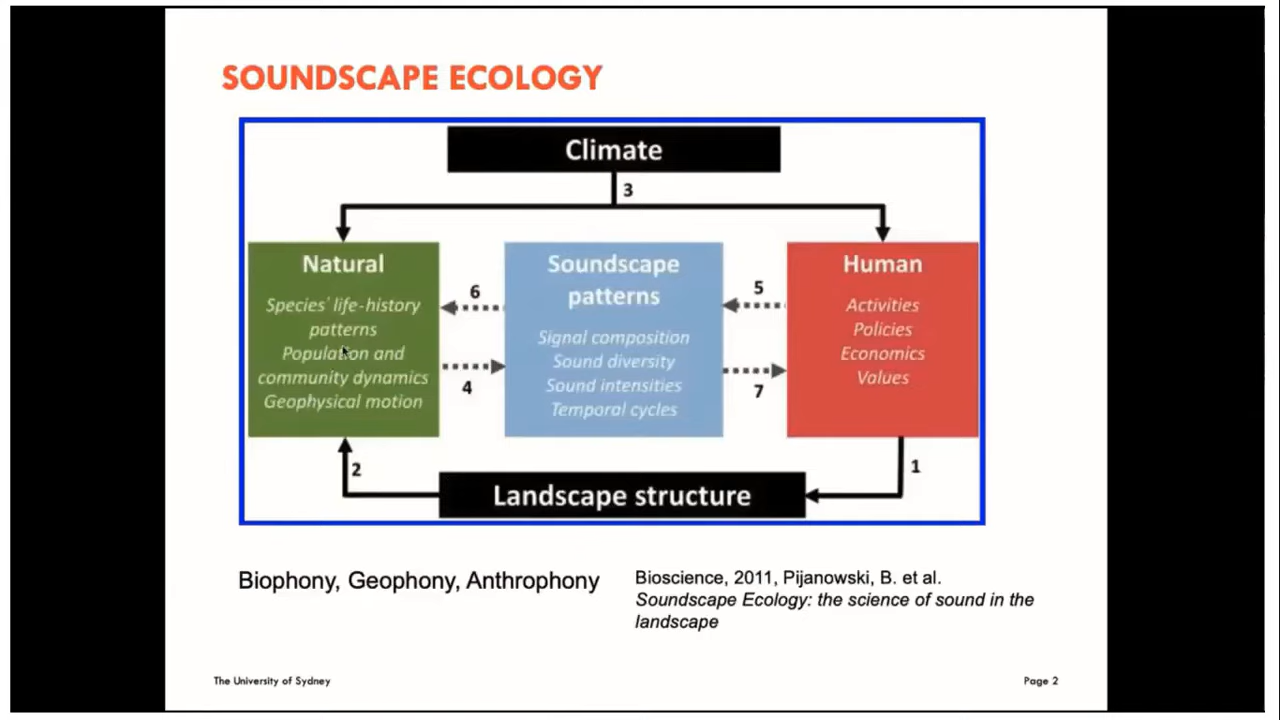 SOUNDSCAPE ECOLOGY
Climate
3
Natural
Species' life-history
patterns
Population and
community dynamics
Geophysical motion
6
4
Soundscape
patterns
Signal composition
Sound diversity
Sound intensities
Temporal cycles
5
7
Human
Activities
Policies
Economics
Values
2
Landscape structure
1
Biophony, Geophony, Anthrophony
Bioscience, 2011, Pijanowski, B. et al.
Soundscape Ecology: the science of sound in the
landscape
The University of Sydney
Page 2